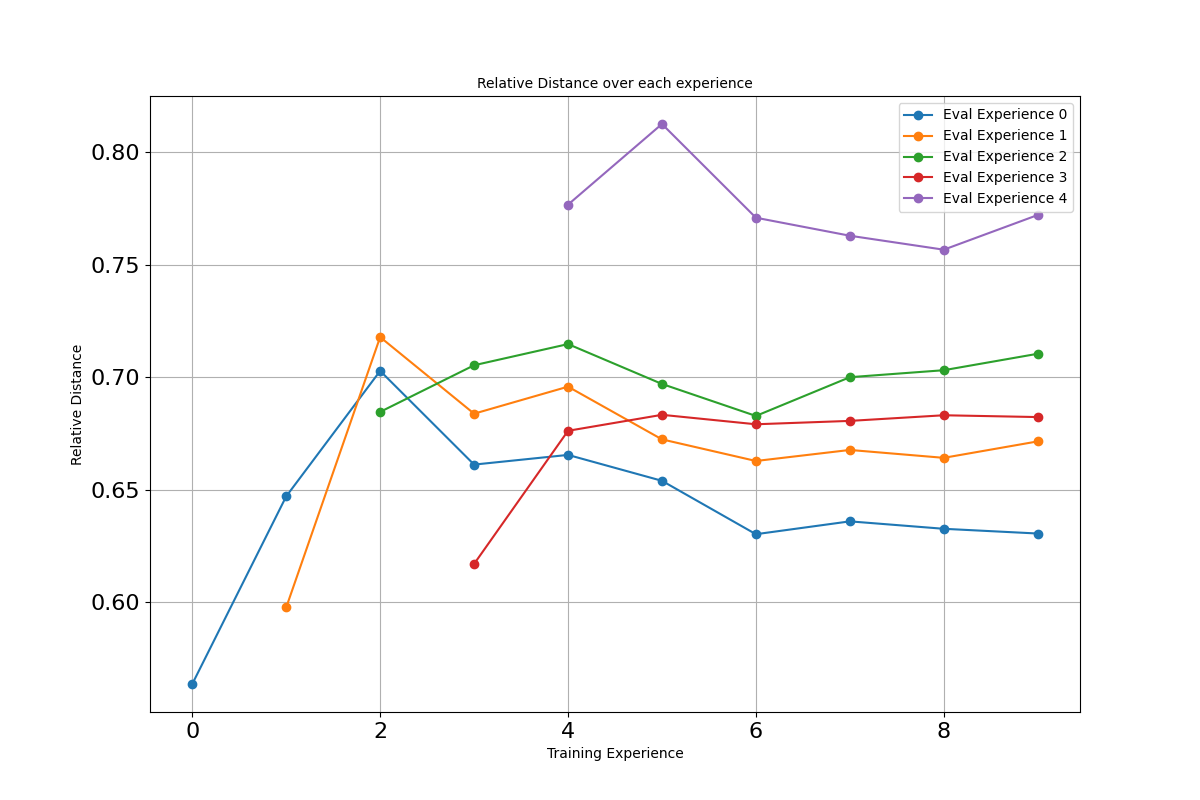 Relative Distance over each experience
Eval Experience 0
Eval Experience 1
Eval Experience 2
Eval Experience 3
Eval Experience 4
0.80
0.75
0.70
0.65
0.60
Relative Distance
0 2 4 6 8
Training Experience